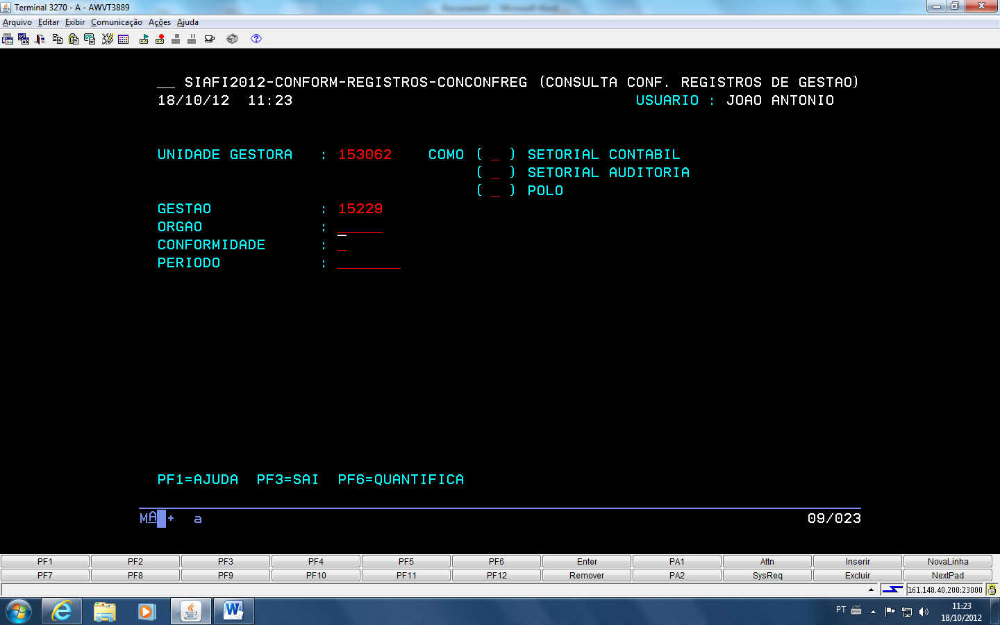 Terminal 3270 - A - AWVT3889
Arquivo Editar Exibir Comunicação Ações Ajuda
__ SIAFI2012-CONFORM-REGISTROS-CONCONFREG (CONSULTA CONF. REGISTROS DE GESTAO)
18/10/12 11:23 USUARIO : JOAO ANTONIO
UNIDADE GESTORA : 153062 COMO ( _ ) SETORIAL CONTABIL
( _ ) SETORIAL AUDITORIA
( _ ) POLO
GESTAO : 15229
ORGAO : _____
CONFORMIDADE : _
PERIODO : _______
PF1=AJUDA PF3=SAI PF6=QUANTIFICA
MA + a 09/023
PF1 PF2 PF3 PF4 PF5 PF6 Enter PA1 Attn Inserir NovaLinha
PF7 PF8 PF9 PF10 PF11 PF12 Remover PA2 SysReq Excluir NextPad
161.148.40.200:23000
PT 11:23
18/10/2012